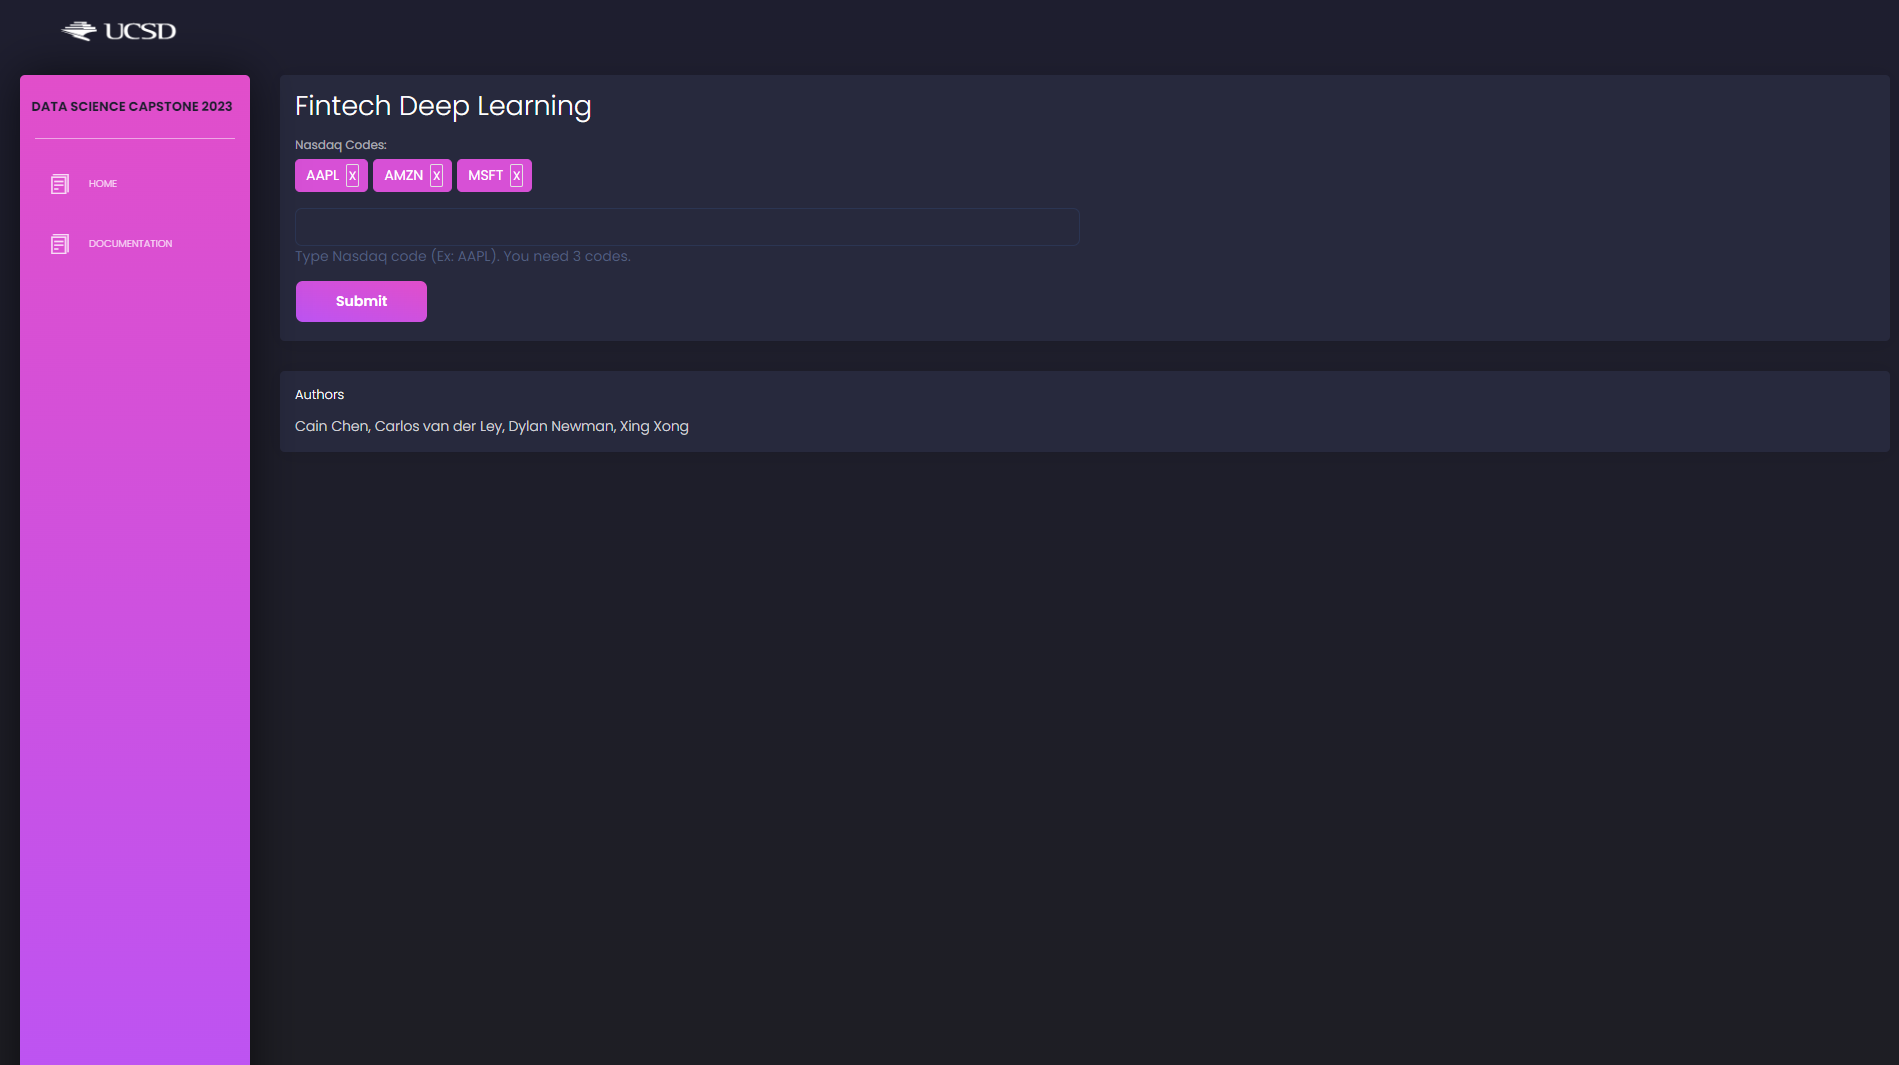 UCSD
DATA SCIENCE CAPSTONE 2023
HOME
DOCUMENTATION
Fintech Deep Learning
Nasdaq Codes:
AAPL X AMZN X MSFT X
Type Nasdaq code (Ex: AAPL). You need 3 codes.
Submit
Authors
Cain Chen, Carlos van der Ley, Dylan Newman, Xing Xong